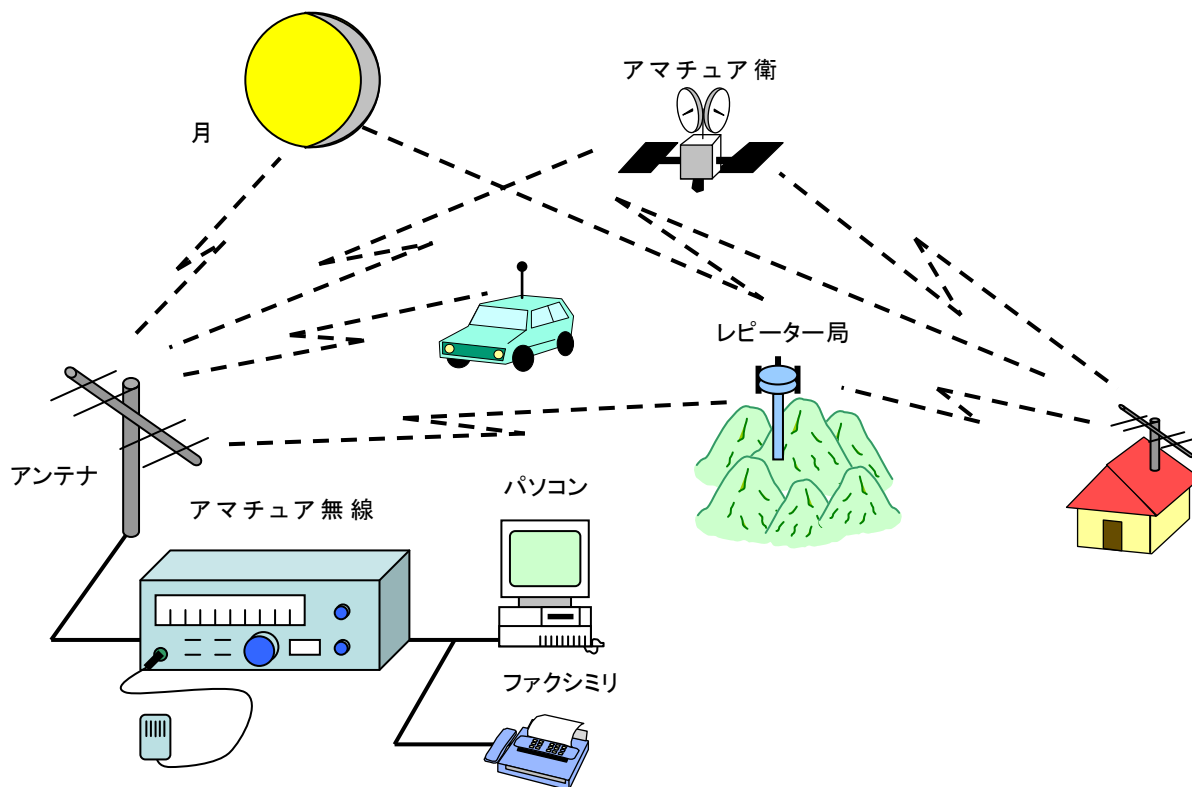 アマチュア衛
月
レピーター局
アンテナ
パソコン
アマチュア無線
ファクシミリ